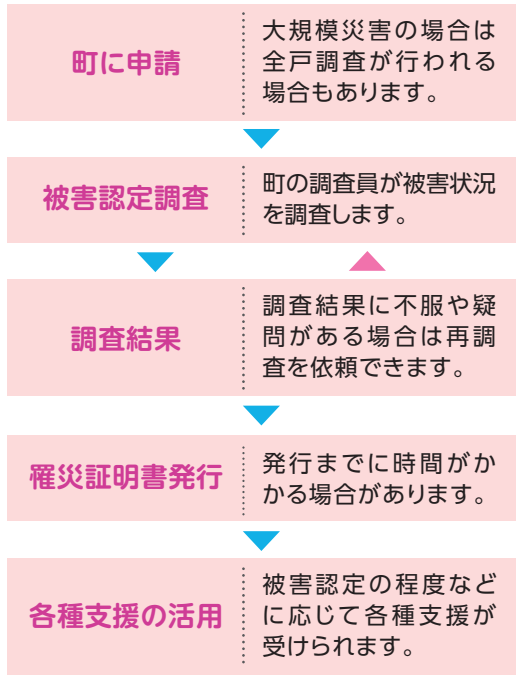 町に申請
大規模災害の場合は
全戸調査が行われる
場合もあります。
被害認定調査
町の調査員が被害状況
を調査します。
調査結果
調査結果に不服や疑
問がある場合は再調
査を依頼できます。
罹災証明書発行
発行までに時間がか
かる場合があります。
各種支援の活用
被害認定の程度など
に応じて各種支援が
受けられます。